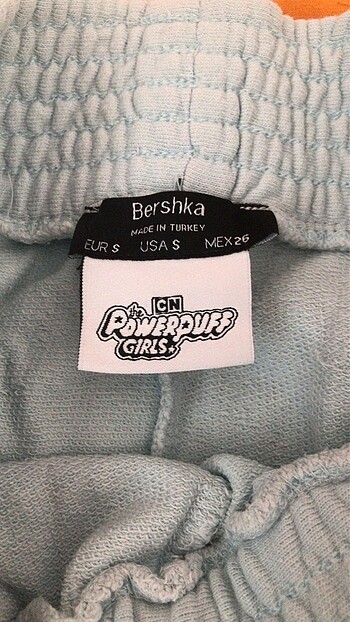 Bershka
MADE IN TURKEY
EUR S USA S MEX 26
CN
the
POWERPUFF
GIRLS